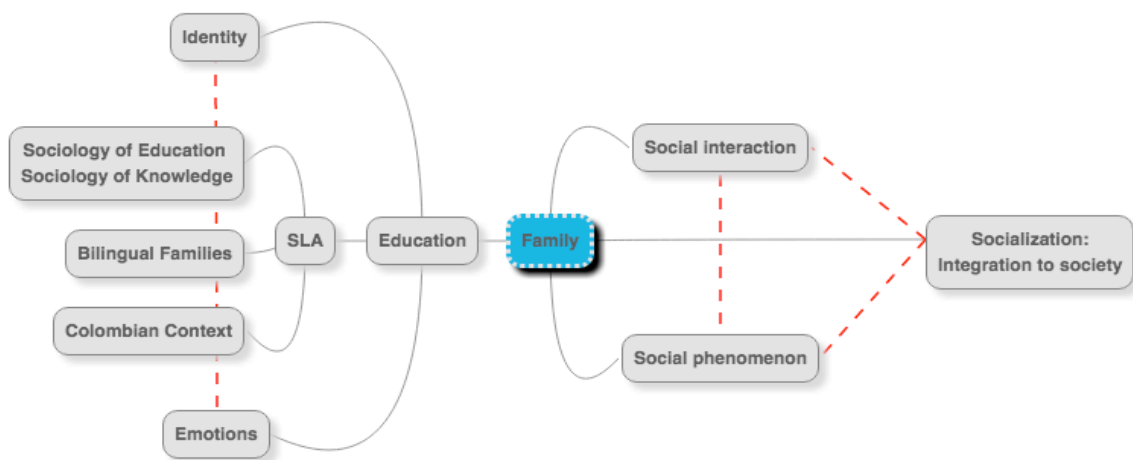 Identity
Sociology of Education
Sociology of Knowledge
Bilingual Families
Colombian Context
Emotions
SLA
Education
Family
Social interaction
Social phenomenon
Socialization:
Integration to society